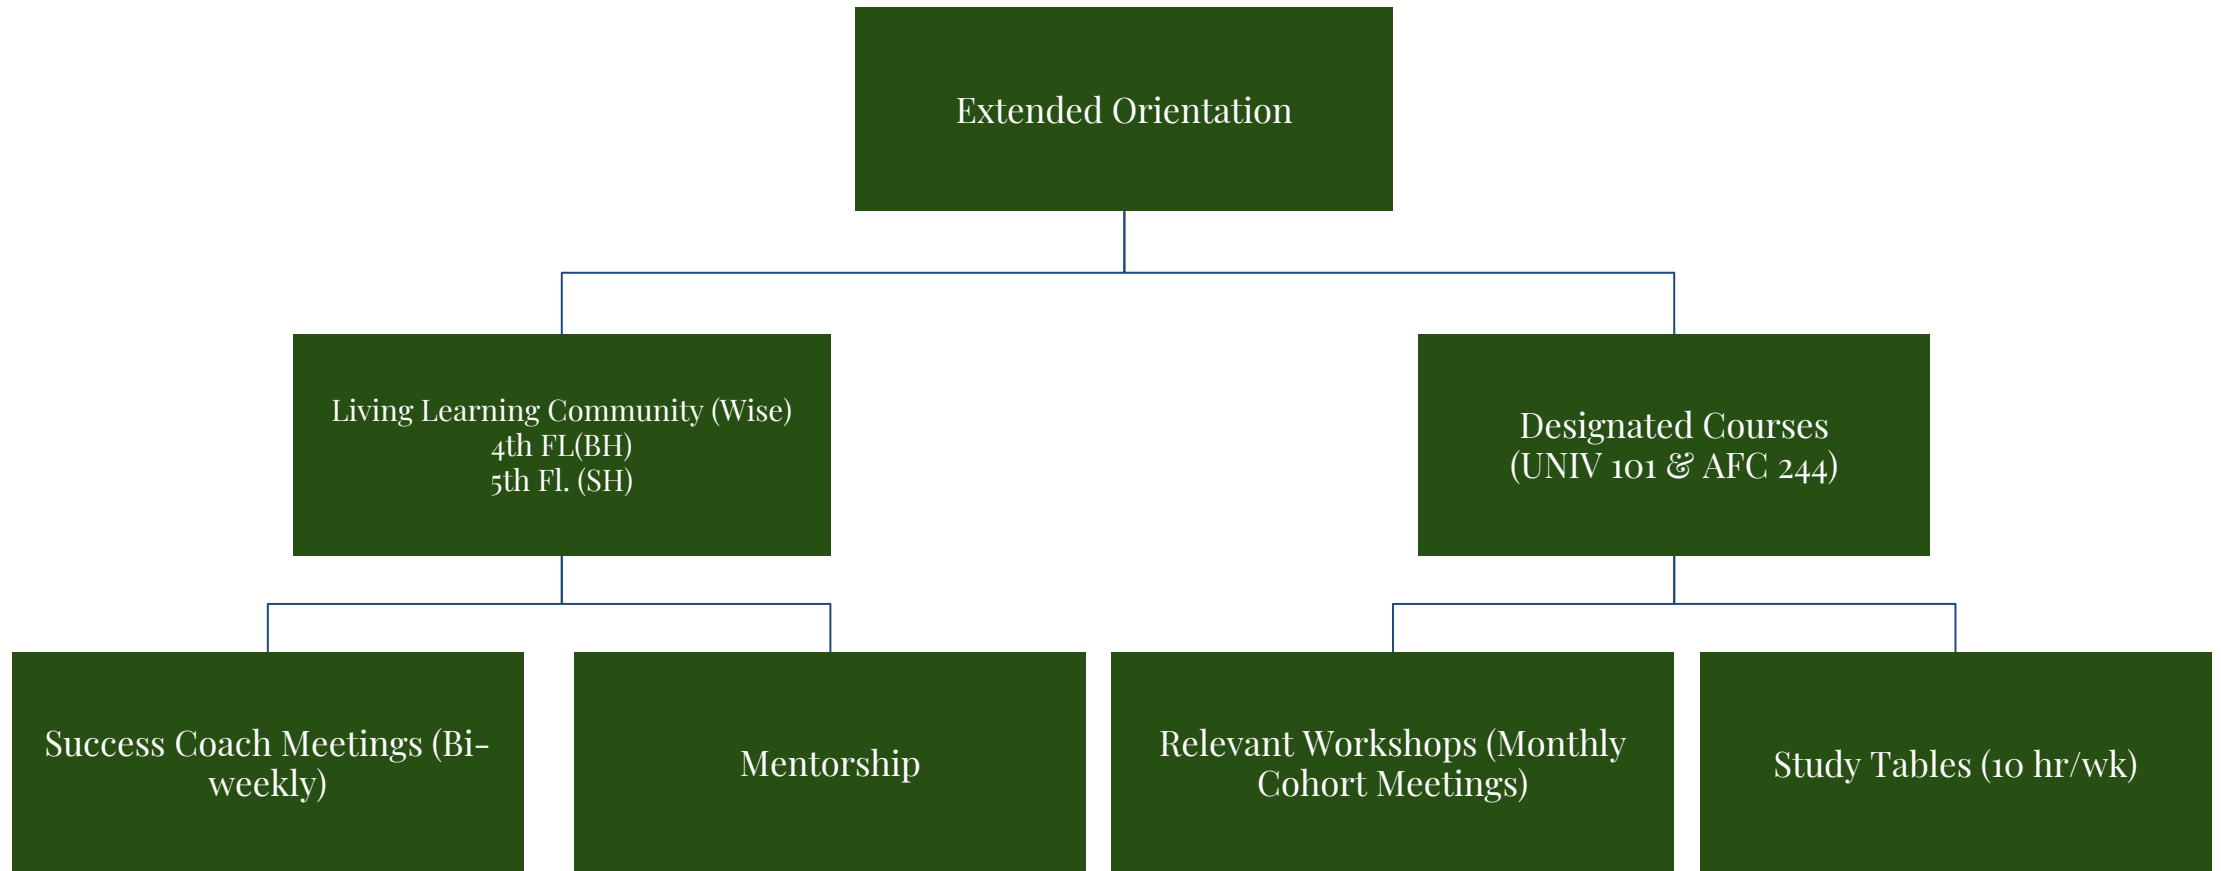 Extended Orientation
Living Learning Community (Wise)
4th FL(BH)
5th Fl. (SH)
Designated Courses
(UNIV 101 & AFC 244)
Success Coach Meetings (Bi-
weekly)
Mentorship
Relevant Workshops (Monthly
Cohort Meetings)
Study Tables (10 hr/wk)